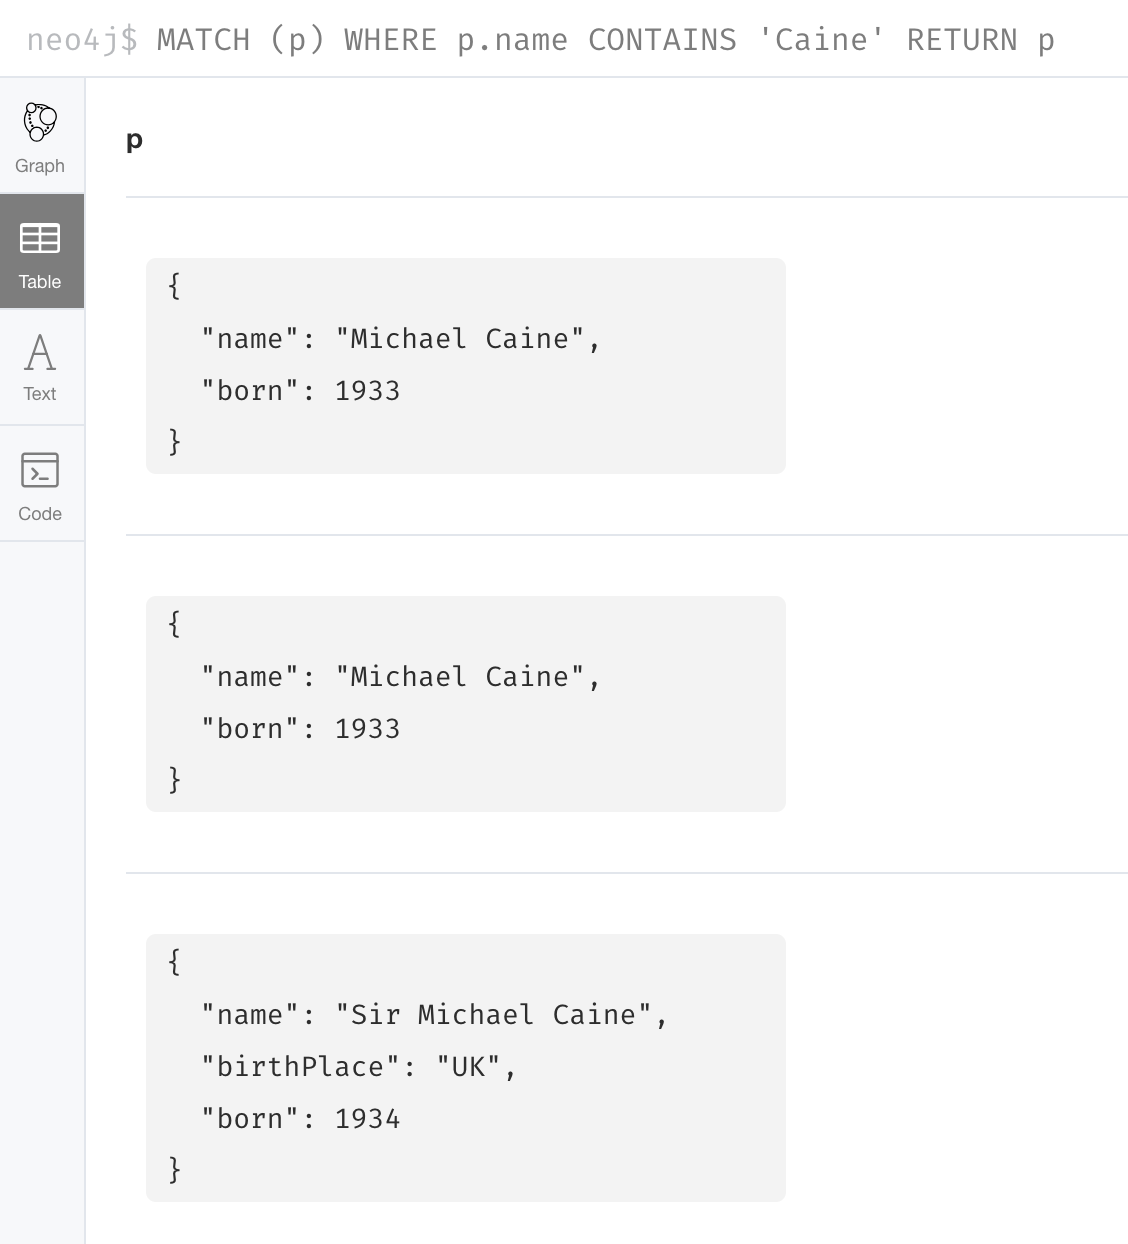 neo4j$ MATCH (p) WHERE p.name CONTAINS 'Caine' RETURN p
Graph
Table
Text
Code
p
{
"name": "Michael Caine",
"born": 1933
}
{
"name": "Michael Caine",
"born": 1933
}
{
"name": "Sir Michael Caine",
"birthPlace": "UK",
"born": 1934
}